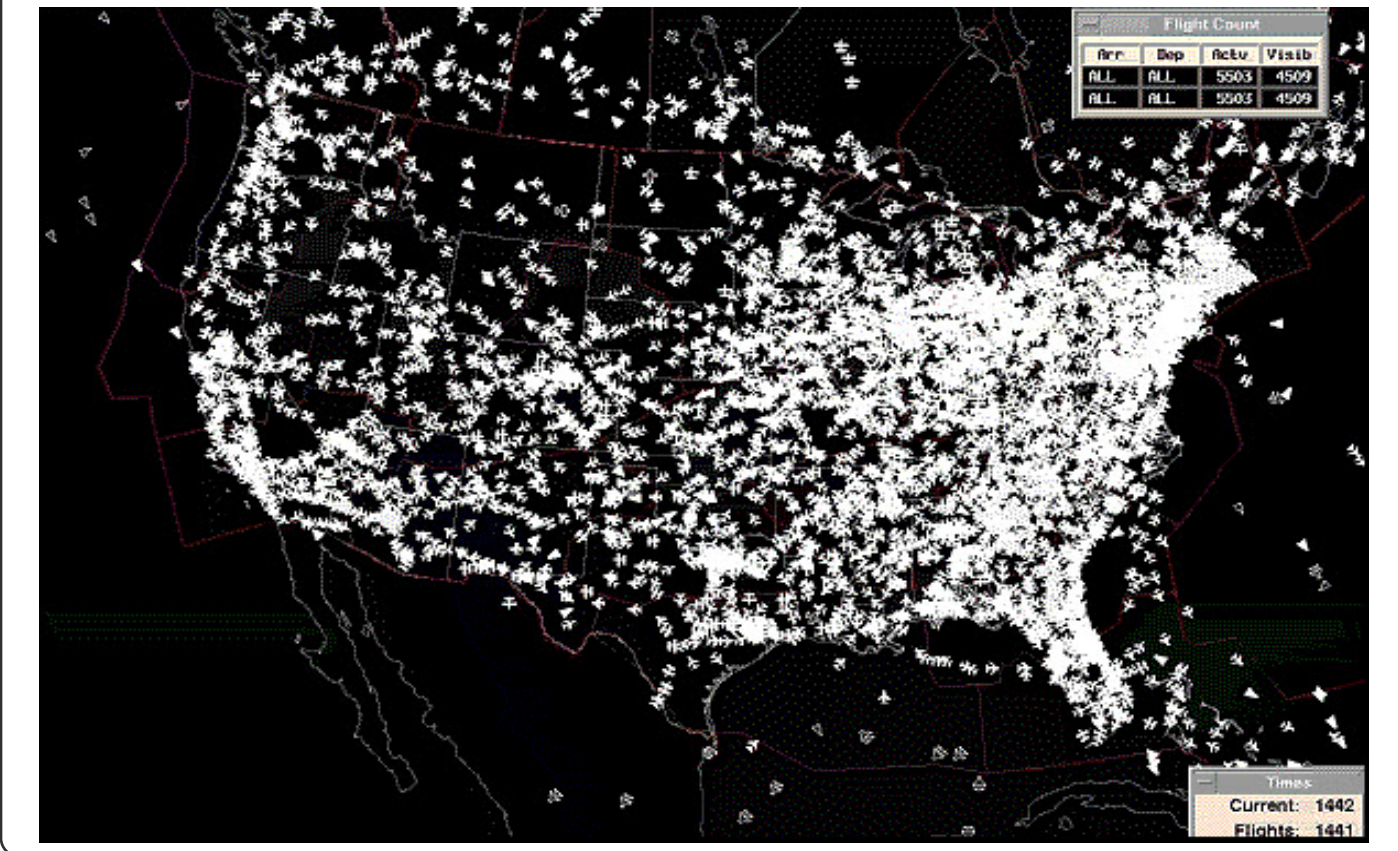 Flight Count
Arr Dep Actv Visib
ALL ALL 5503 4509
ALL ALL 5503 4509
Times
Current: 1442
Flights: 1441